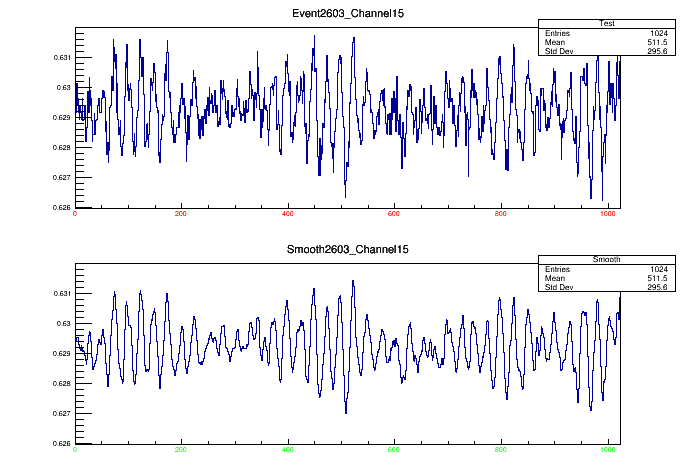 Event2603_Channel15
Test
Entries 1024
Mean 511.5
Std Dev 295.6
0.631
0.63
0.629
0.628
0.627
0.626
0 200 400 600 800 1000
Smooth2603_Channel15
Smooth
Entries 1024
Mean 511.5
Std Dev 295.6
0.631
0.63
0.629
0.628
0.627
0.626
0 200 400 600 800 1000